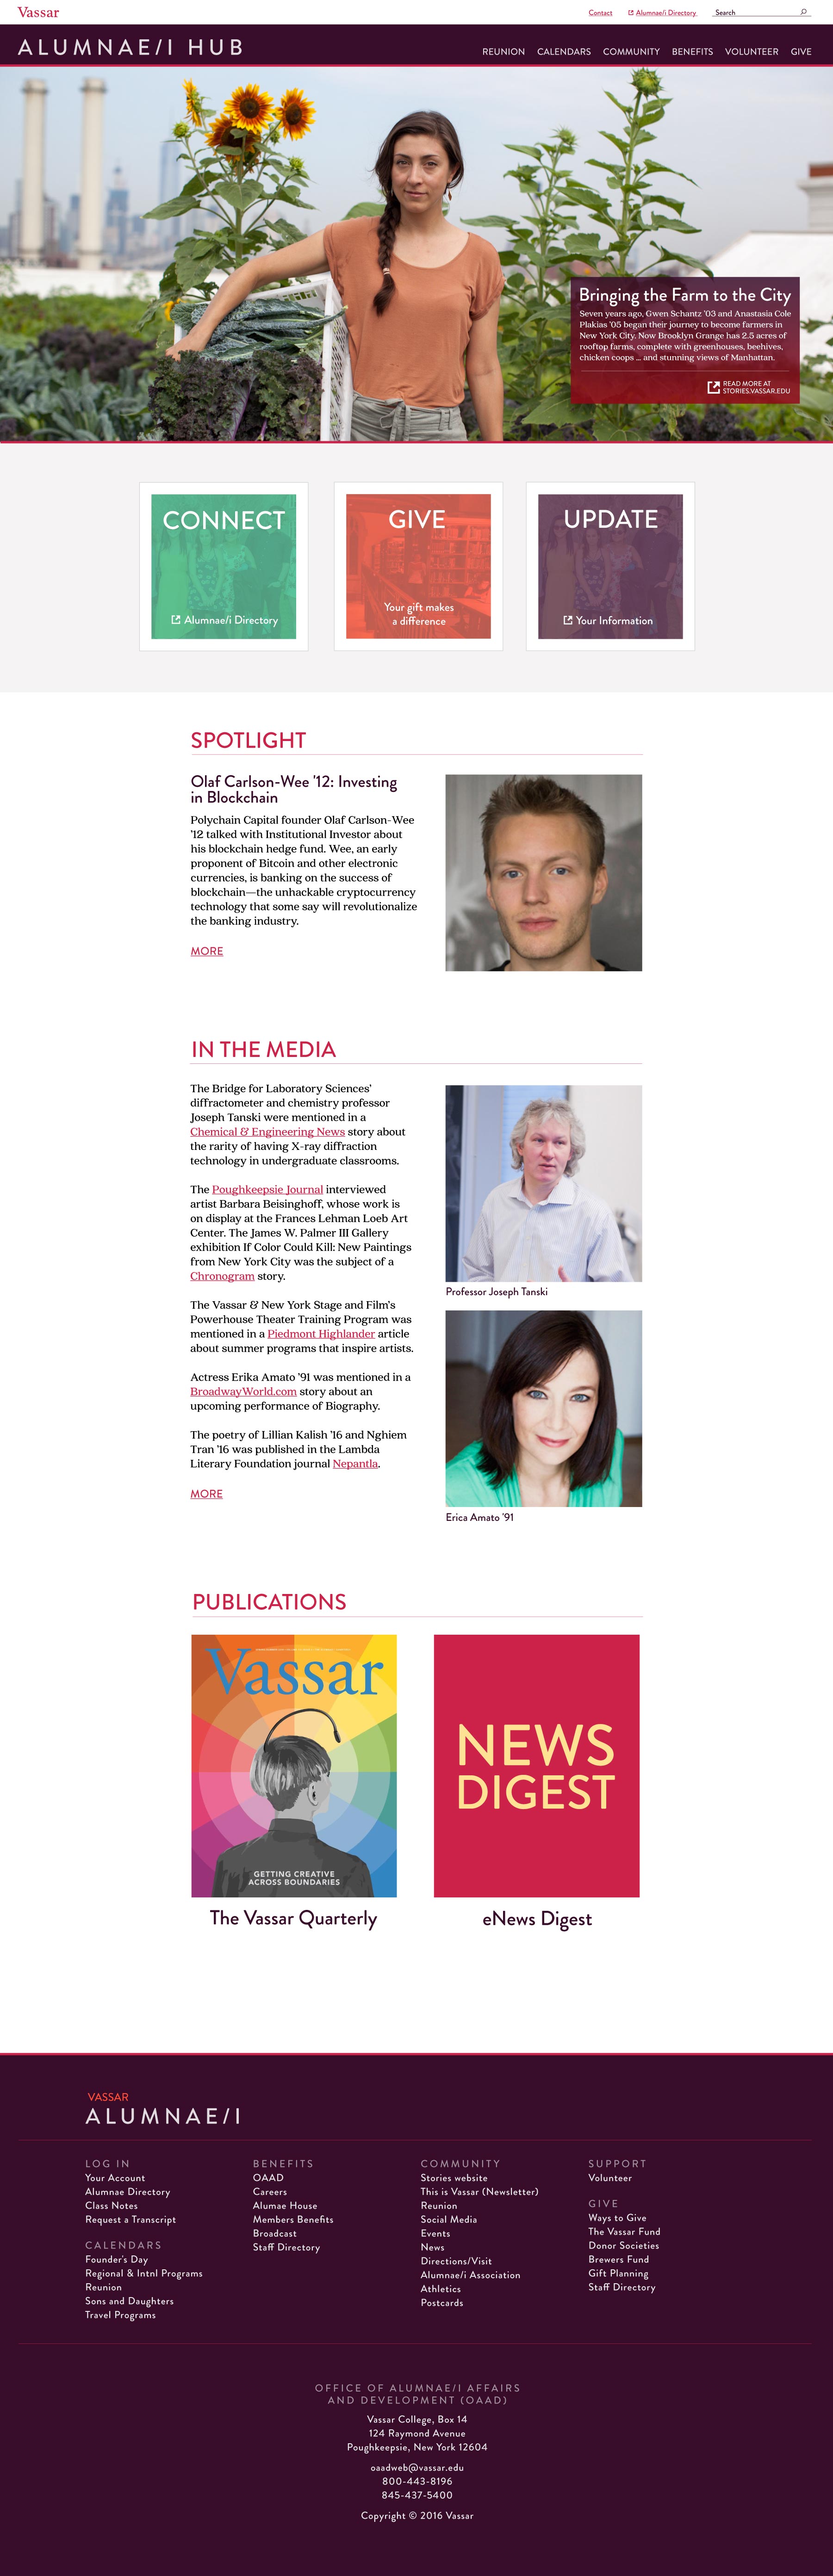 Vassar
Contact
Alumnae/i Directory
Search
ALUMNAE/I HUB
REUNION CALENDARS COMMUNITY BENEFITS VOLUNTEER GIVE
Bringing the Farm to the City
Seven years ago, Gwen Schantz '03 and Anastasia Cole
Plakias '05 began their journey to become farmers in
New York City. Now Brooklyn Grange has 2.5 acres of
rooftop farms, complete with greenhouses, beehives,
chicken coops ... and stunning views of Manhattan.
READ MORE AT
STORIES.VASSAR.EDU
CONNECT
Alumnae/i Directory
GIVE
Your gift makes
a difference
UPDATE
Your Information
SPOTLIGHT
Olaf Carlson-Wee '12: Investing
in Blockchain
Polychain Capital founder Olaf Carlson-Wee
'12 talked with Institutional Investor about
his blockchain hedge fund. Wee, an early
proponent of Bitcoin and other electronic
currencies, is banking on the success of
blockchain—the unhackable cryptocurrency
technology that some say will revolutionalize
the banking industry.
MORE
IN THE MEDIA
The Bridge for Laboratory Sciences'
diffractometer and chemistry professor
Joseph Tanski were mentioned in a
Chemical & Engineering News story about
the rarity of having X-ray diffraction
technology in undergraduate classrooms.
The Poughkeepsie Journal interviewed
artist Barbara Beisinghoff, whose work is
on display at the Frances Lehman Loeb Art
Center. The James W. Palmer III Gallery
exhibition If Color Could Kill: New Paintings
from New York City was the subject of a
Chronogram story.
The Vassar & New York Stage and Film's
Powerhouse Theater Training Program was
mentioned in a Piedmont Highlander article
about summer programs that inspire artists.
Actress Erika Amato '91 was mentioned in a
BroadwayWorld.com story about an
upcoming performance of Biography.
The poetry of Lillian Kalish '16 and Nghiem
Tran '16 was published in the Lambda
Literary Foundation journal Nepantla.
MORE
Professor Joseph Tanski
Erica Amato '91
PUBLICATIONS
Vassar
GETTING CREATIVE
ACROSS BOUNDARIES
The Vassar Quarterly
NEWS
DIGEST
eNews Digest
VASSAR
ALUMNAE/I
LOG IN
Your Account
Alumnae Directory
Class Notes
Request a Transcript
CALENDARS
Founder's Day
Regional & Intnl Programs
Reunion
Sons and Daughters
Travel Programs
BENEFITS
OAAD
Careers
Alumae House
Members Benefits
Broadcast
Staff Directory
COMMUNITY
Stories website
This is Vassar (Newsletter)
Reunion
Social Media
Events
News
Directions/Visit
Alumnae/i Association
Athletics
Postcards
SUPPORT
Volunteer
GIVE
Ways to Give
The Vassar Fund
Donor Societies
Brewers Fund
Gift Planning
Staff Directory
OFFICE OF ALUMNAE/I AFFAIRS
AND DEVELOPMENT (OAAD)
Vassar College, Box 14
124 Raymond Avenue
Poughkeepsie, New York 12604
oaadweb@vassar.edu
800-443-8196
845-437-5400
Copyright © 2016 Vassar